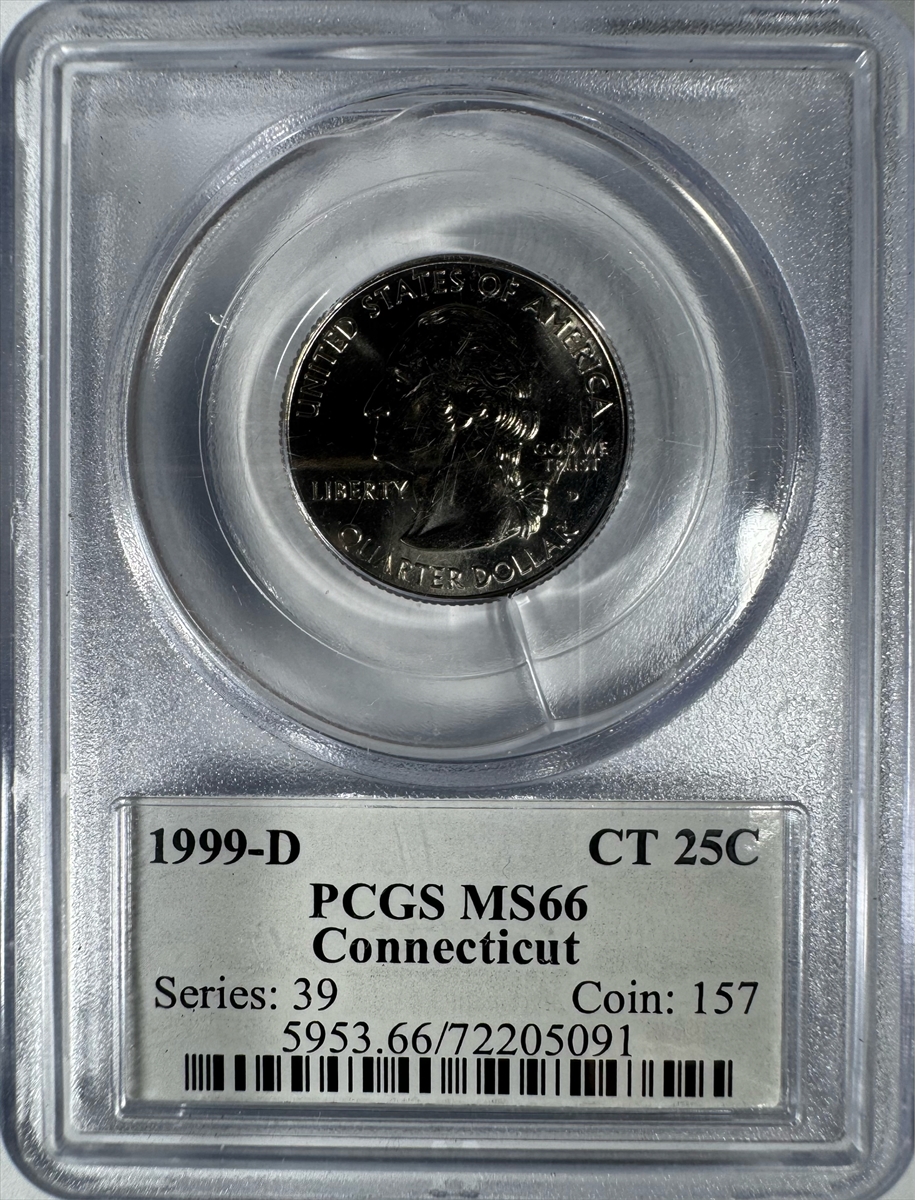 UNITED STATES OF AMERICA
IN
GOD WE
TRUST
LIBERTY
D
QUARTER DOLLAR
1999-D CT 25C
PCGS MS66
Connecticut
Series: 39 Coin: 157
5953.66/72205091